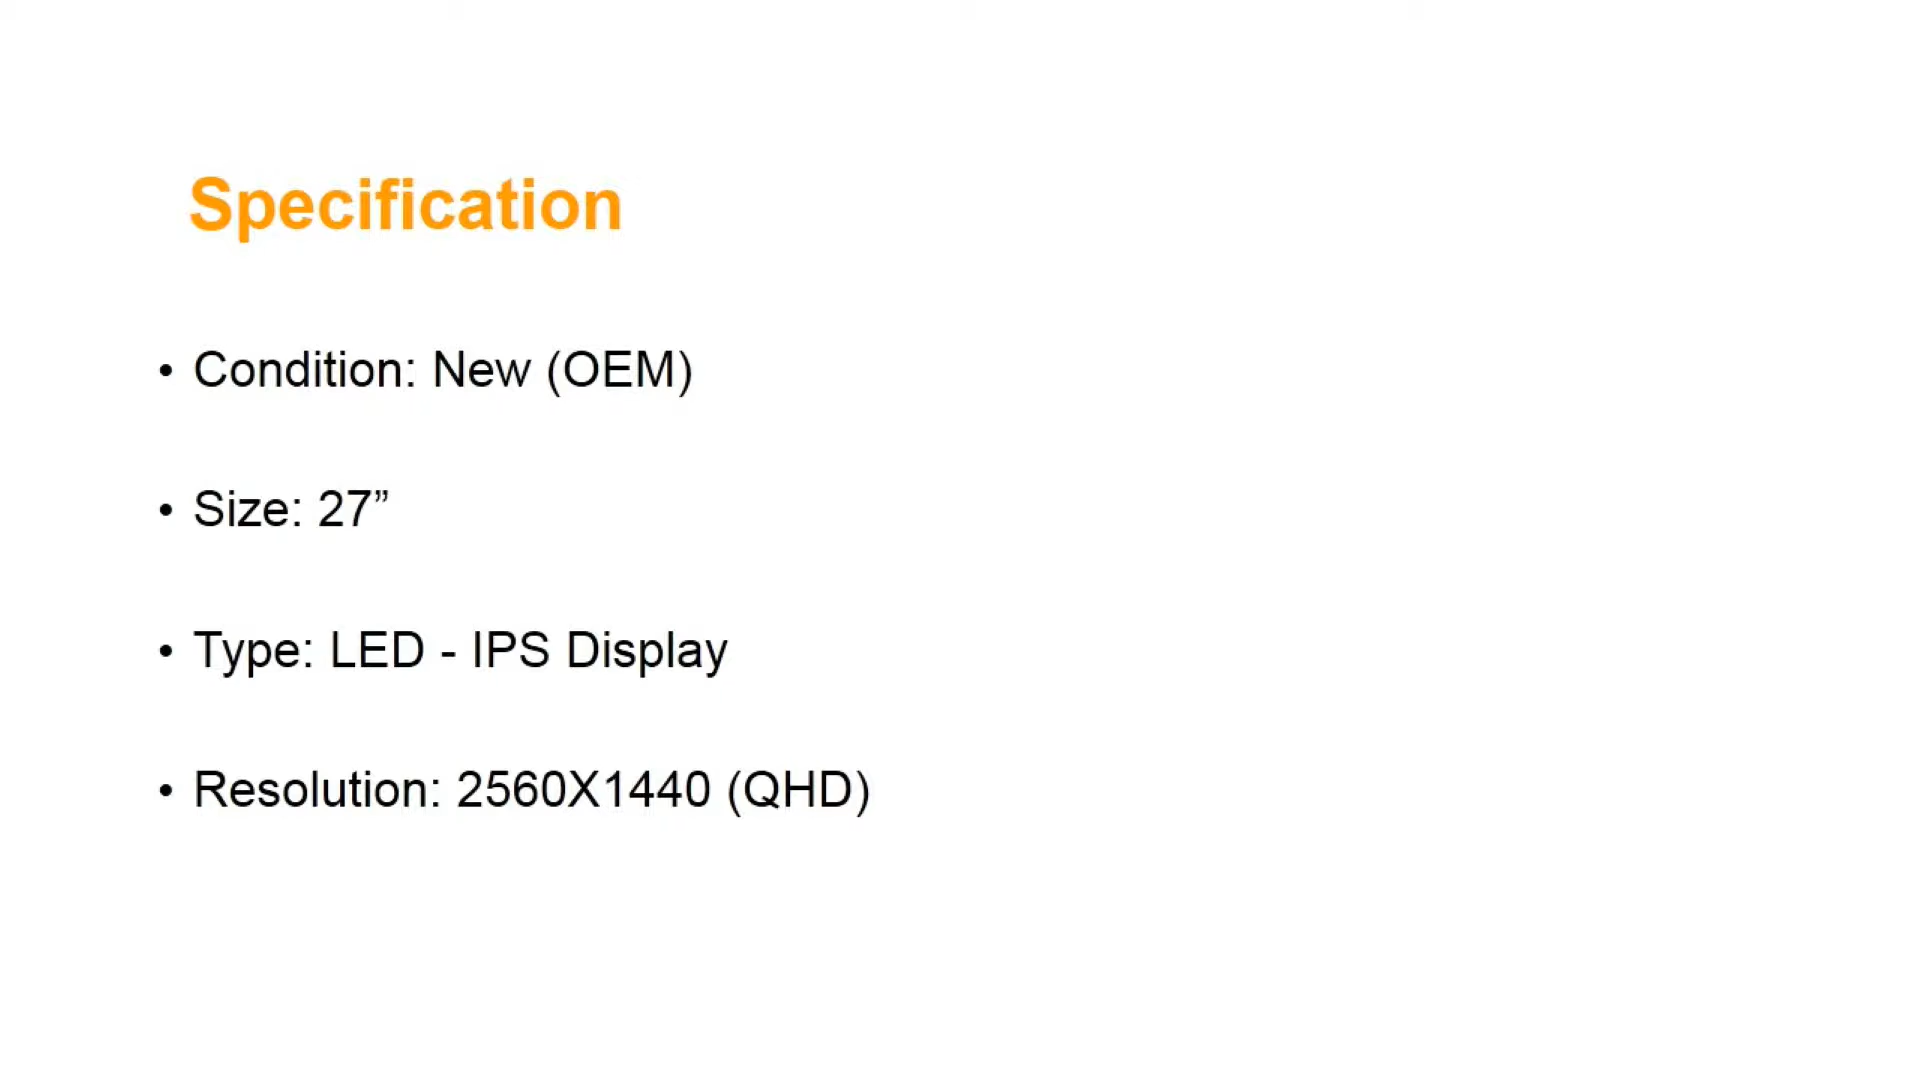 Specification
• Condition: New (OEM)
• Size: 27”
• Type: LED - IPS Display
• Resolution: 2560X1440 (QHD)